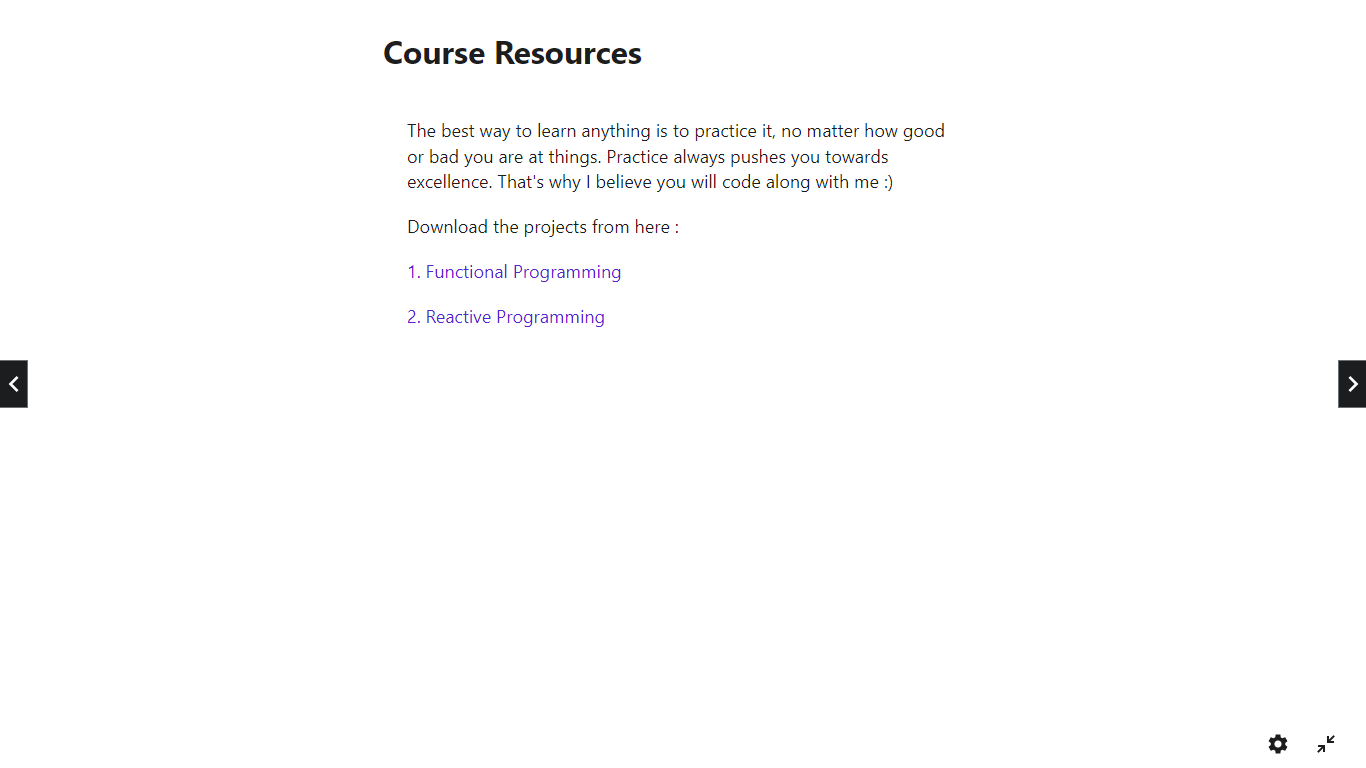 Course Resources
The best way to learn anything is to practice it, no matter how good
or bad you are at things. Practice always pushes you towards
excellence. That's why I believe you will code along with me :)
Download the projects from here :
1. Functional Programming
2. Reactive Programming